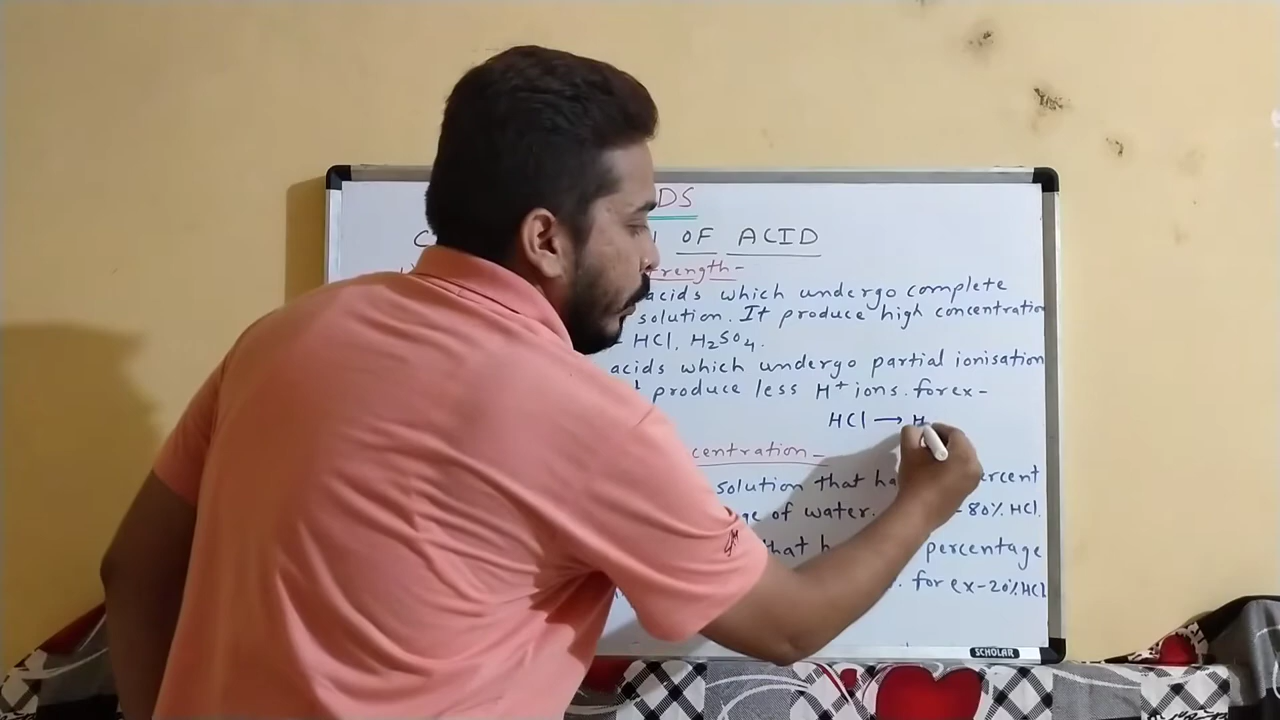 DS
C OF ACID
rength-
acids which undergo complete
solution. It produce high concentration
- HCl, H₂SO₄.
acids which undergo partial ionisation
produce less H⁺ ions. for ex-
HCl → H
centration -
solution that ha ercent
ge of water. -80% HCl.
that h percentage
. for ex-20% HCl
SCHOLAR